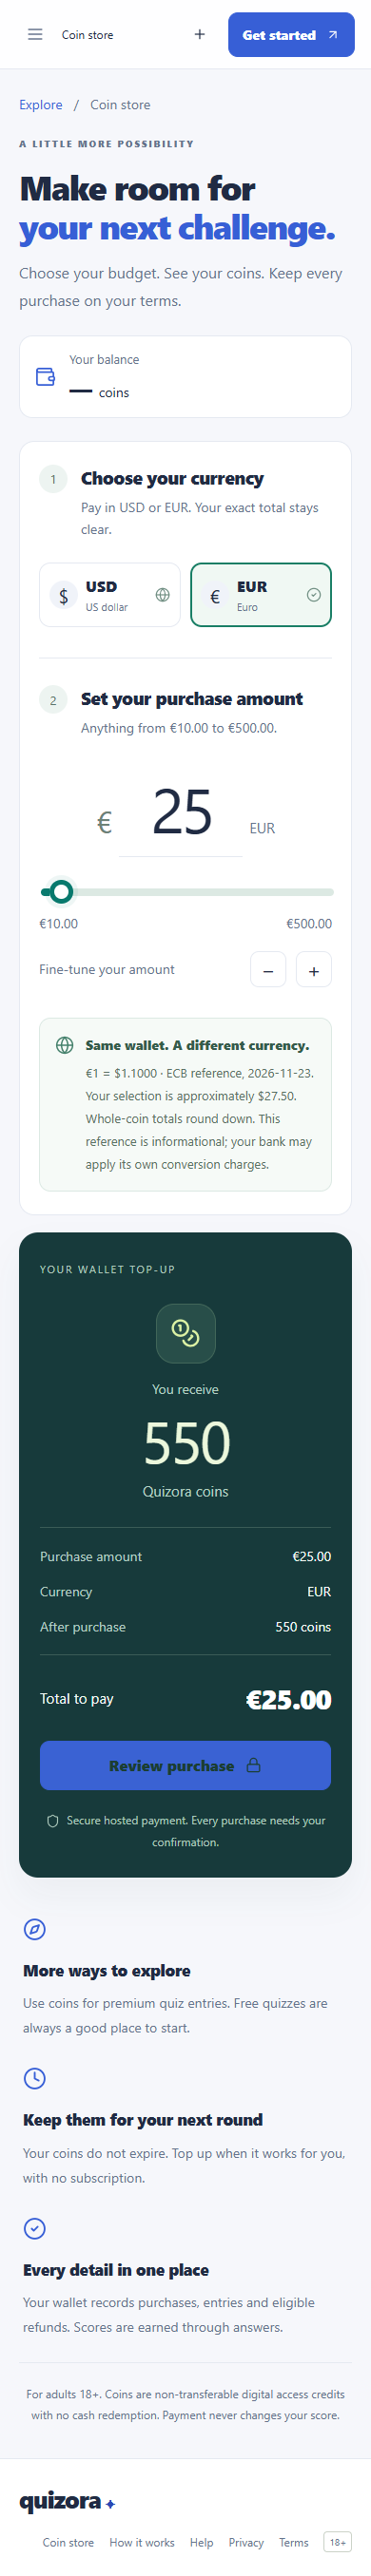 Coin store
+
Get started
Explore / Coin store
A LITTLE MORE POSSIBILITY
Make room for
your next challenge.
Choose your budget. See your coins. Keep every
purchase on your terms.
Your balance
— coins
1 Choose your currency
Pay in USD or EUR. Your exact total stays
clear.
$ USD
US dollar
€ EUR
Euro
2 Set your purchase amount
Anything from €10.00 to €500.00.
€ 25 EUR
€10.00 €500.00
Fine-tune your amount − +
Same wallet. A different currency.
€1 = $1.1000 · ECB reference, 2026-11-23.
Your selection is approximately $27.50.
Whole-coin totals round down. This
reference is informational; your bank may
apply its own conversion charges.
YOUR WALLET TOP-UP
You receive
550
Quizora coins
Purchase amount €25.00
Currency EUR
After purchase 550 coins
Total to pay €25.00
Review purchase
Secure hosted payment. Every purchase needs your
confirmation.
More ways to explore
Use coins for premium quiz entries. Free quizzes are
always a good place to start.
Keep them for your next round
Your coins do not expire. Top up when it works for you,
with no subscription.
Every detail in one place
Your wallet records purchases, entries and eligible
refunds. Scores are earned through answers.
For adults 18+. Coins are non-transferable digital access credits
with no cash redemption. Payment never changes your score.
quizora
Coin store How it works Help Privacy Terms 18+